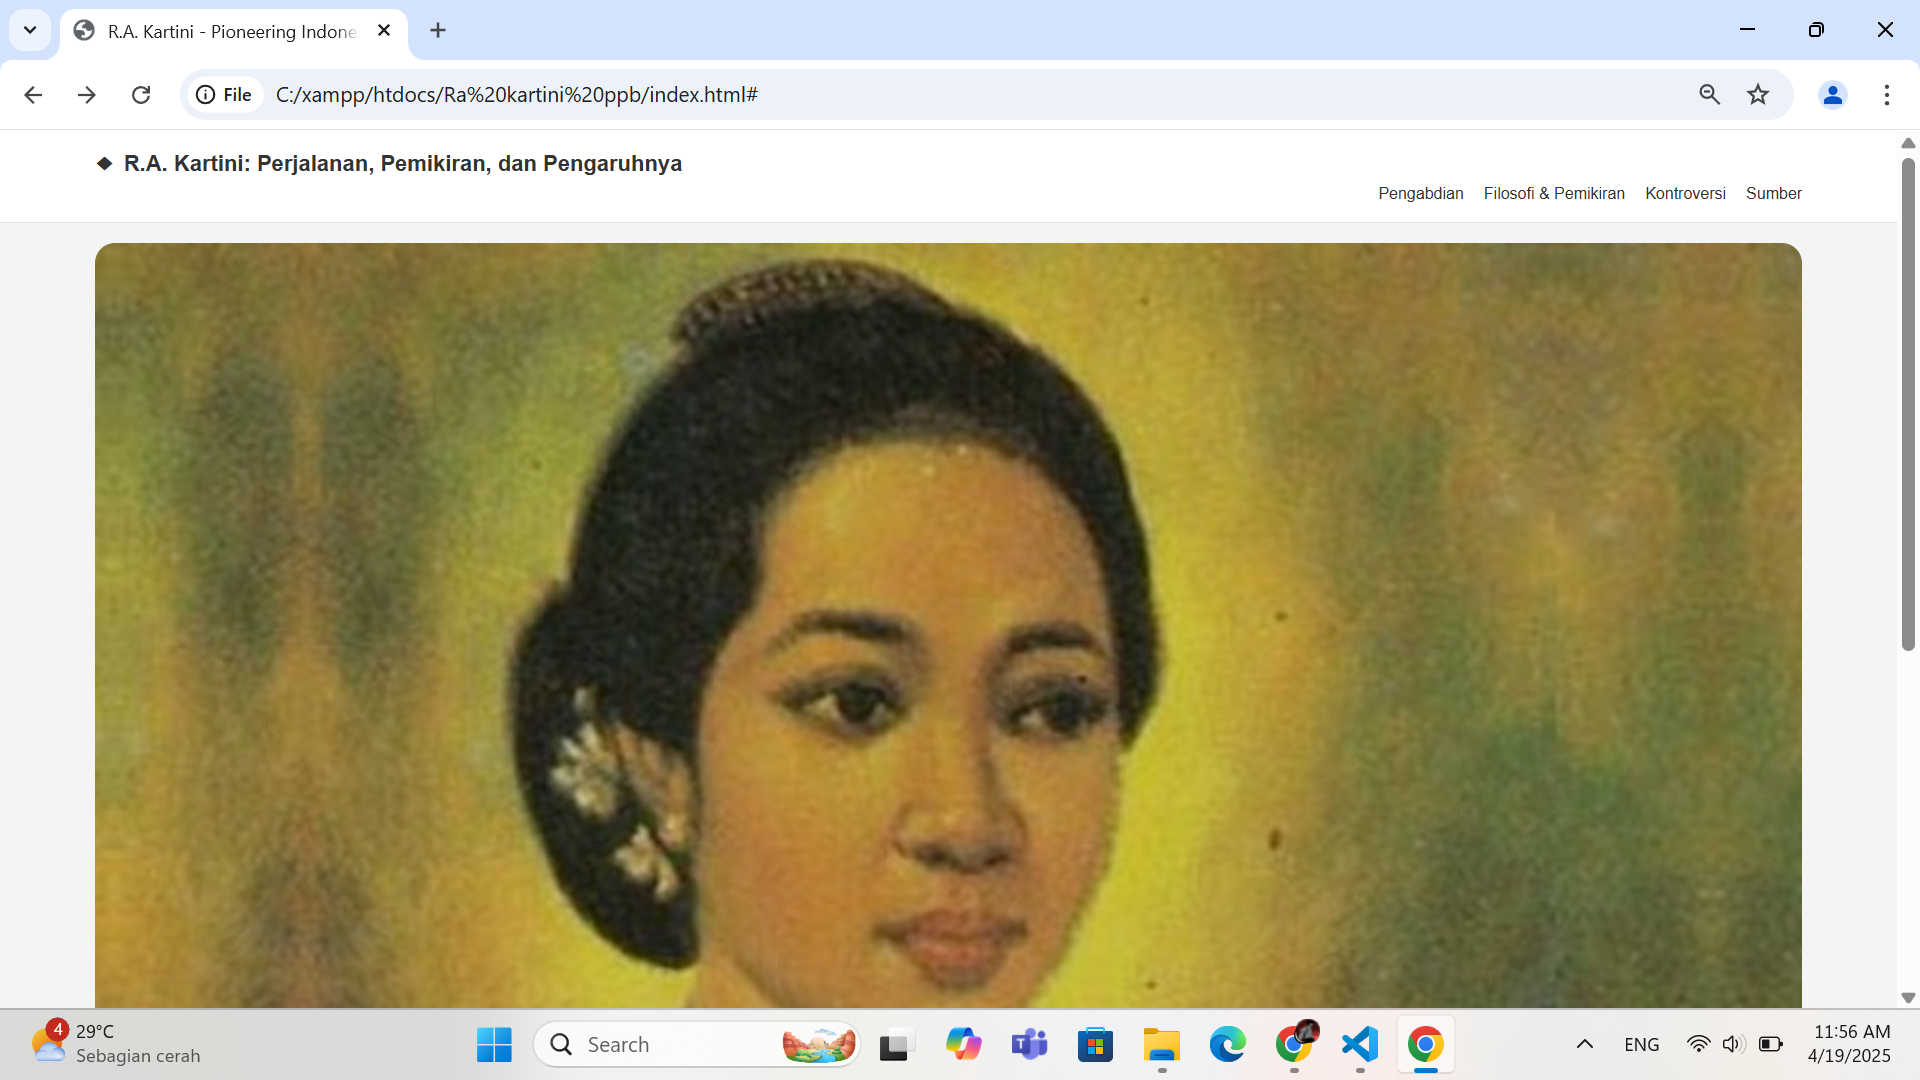 R.A. Kartini - Pioneering Indone
File C:/xampp/htdocs/Ra%20kartini%20ppb/index.html#
R.A. Kartini: Perjalanan, Pemikiran, dan Pengaruhnya
Pengabdian Filosofi & Pemikiran Kontroversi Sumber
4 29°C
Sebagian cerah
Search
ENG
11:56 AM
4/19/2025